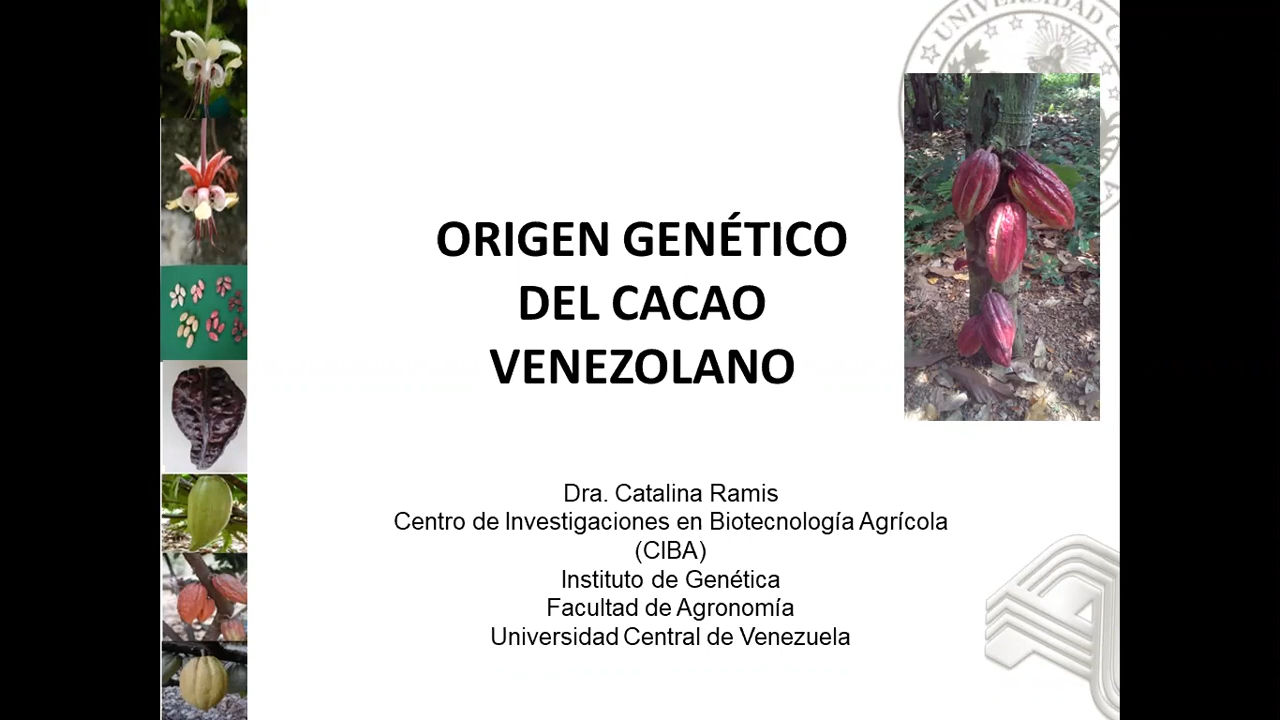 UNIVERSIDAD C
ORIGEN GENÉTICO
DEL CACAO
VENEZOLANO
Dra. Catalina Ramis
Centro de Investigaciones en Biotecnología Agrícola
(CIBA)
Instituto de Genética
Facultad de Agronomía
Universidad Central de Venezuela